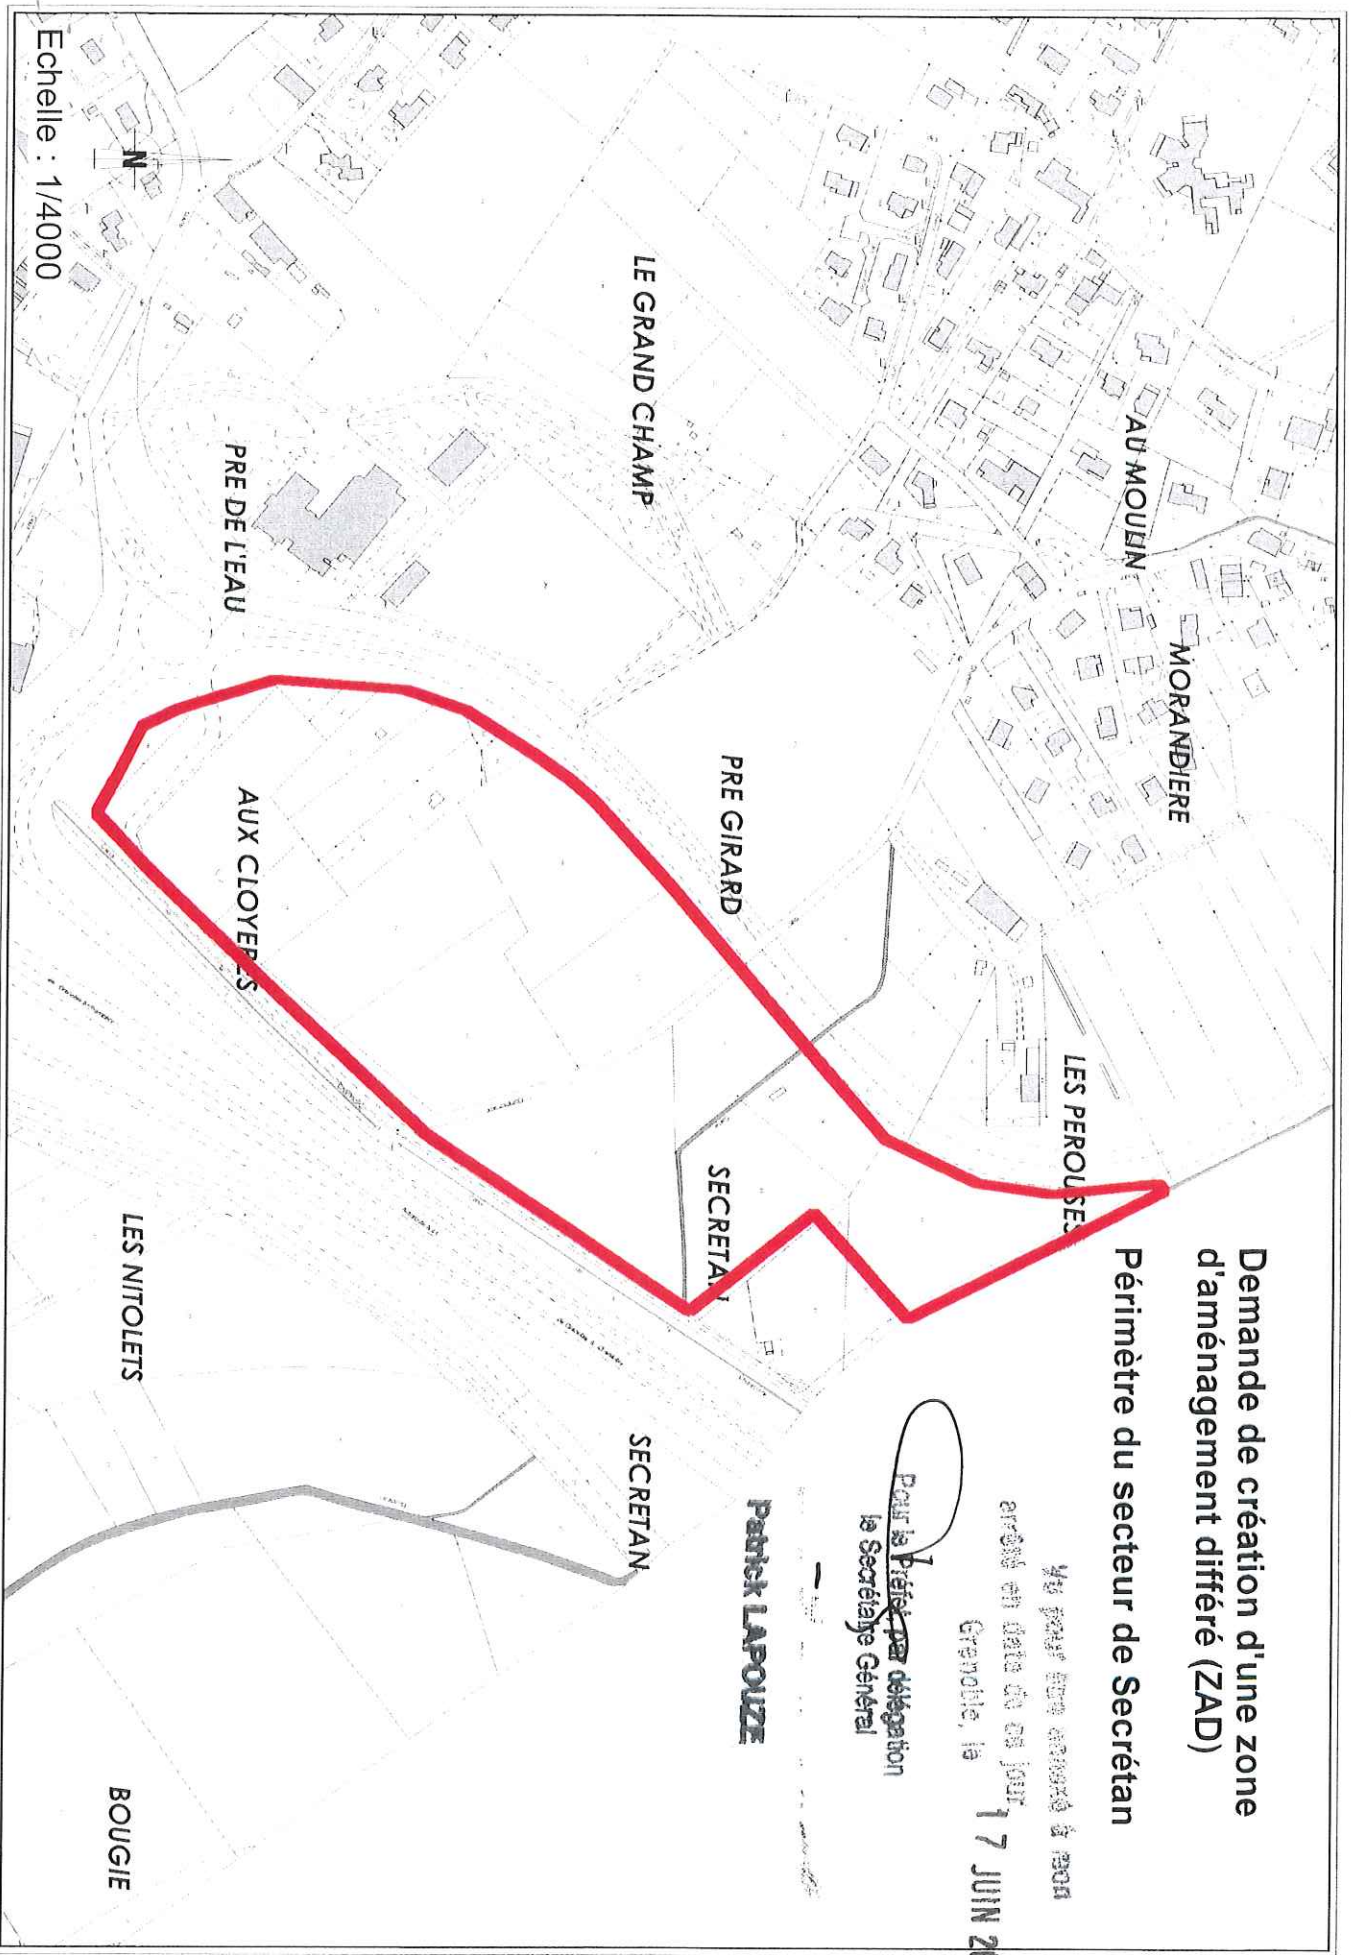 Demande de création d'une zone
d'aménagement différé (ZAD)
Périmètre du secteur de Secrétan
Vu pour être annexé à mon
arrêté en date de ce jour
Grenoble, le 17 JUIN
Pour le Préfet, par délégation
le Secrétaire Général
Patrick LAPOUZE
AU MOULIN
MORANDIERE
LES PEROUSES
LE GRAND CHAMP
PRE GIRARD
SECRETAN
SECRETAN
PRE DE L'EAU
AUX CLOYERES
LES NITOLETS
BOUGIE
N
Echelle : 1/4000